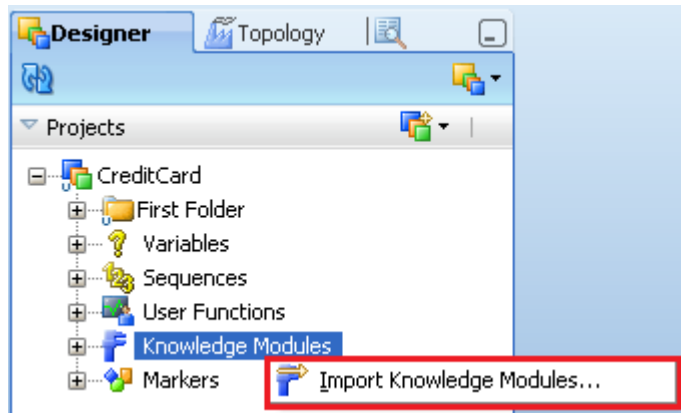 Designer Topology
Projects
CreditCard
First Folder
Variables
Sequences
User Functions
Knowledge Modules
Import Knowledge Modules...
Markers